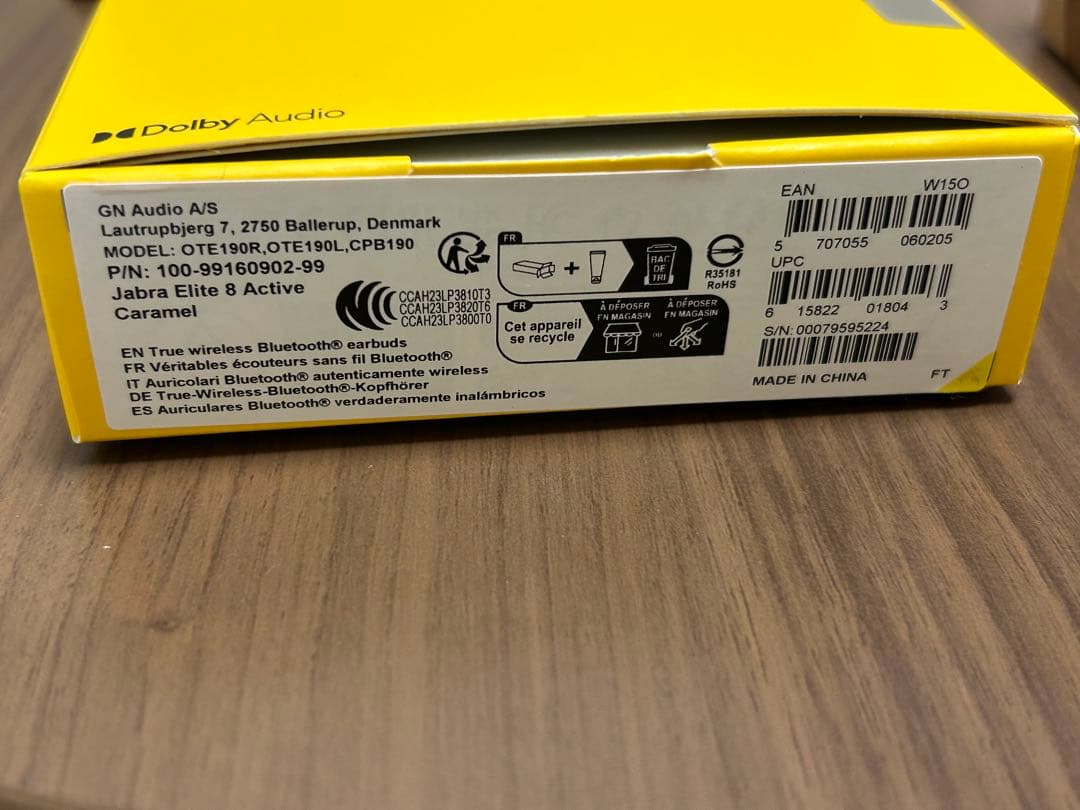 Dolby Audio
GN Audio A/S
Lautrupbjerg 7, 2750 Ballerup, Denmark
MODEL: OTE190R,OTE190L,CPB190
P/N: 100-99160902-99
Jabra Elite 8 Active
Caramel
CCAH23LP3810T3
CCAH23LP3820T6
CCAH23LP3800T0
EN True wireless Bluetooth® earbuds
FR Véritables écouteurs sans fil Bluetooth®
IT Auricolari Bluetooth® autenticamente wireless
DE True-Wireless-Bluetooth®-Kopfhörer
ES Auriculares Bluetooth® verdaderamente inalámbricos
FR
+
BAC
DE
TRI
FR
Cet appareil
se recycle
À DÉPOSER
EN MAGASIN
OU
À DÉPOSER
EN MAGASIN
R35181
RoHS
EAN W15O
5 707055 060205
UPC
6 15822 01804 3
S/N: 00079595224
MADE IN CHINA FT